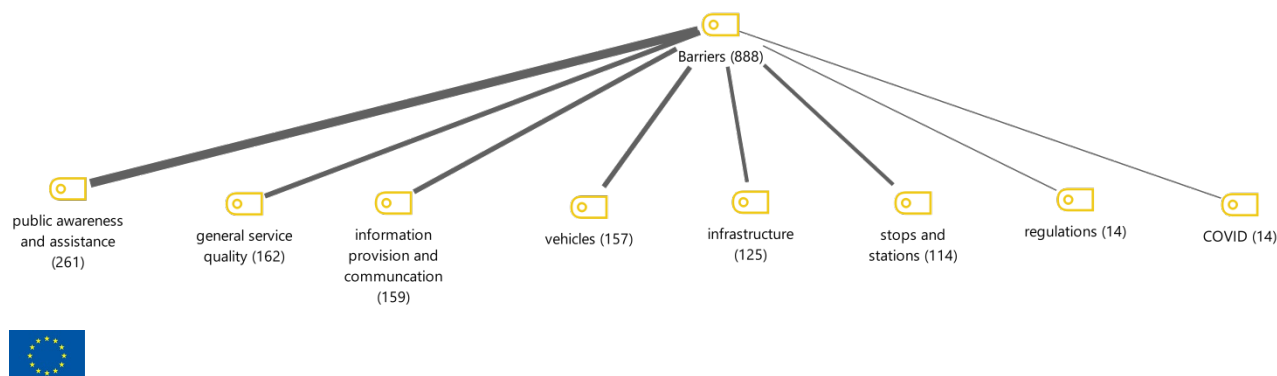 Barriers (888)
public awareness
and assistance
(261)
general service
quality (162)
information
provision and
communcation
(159)
vehicles (157)
infrastructure
(125)
stops and
stations (114)
regulations (14)
COVID (14)